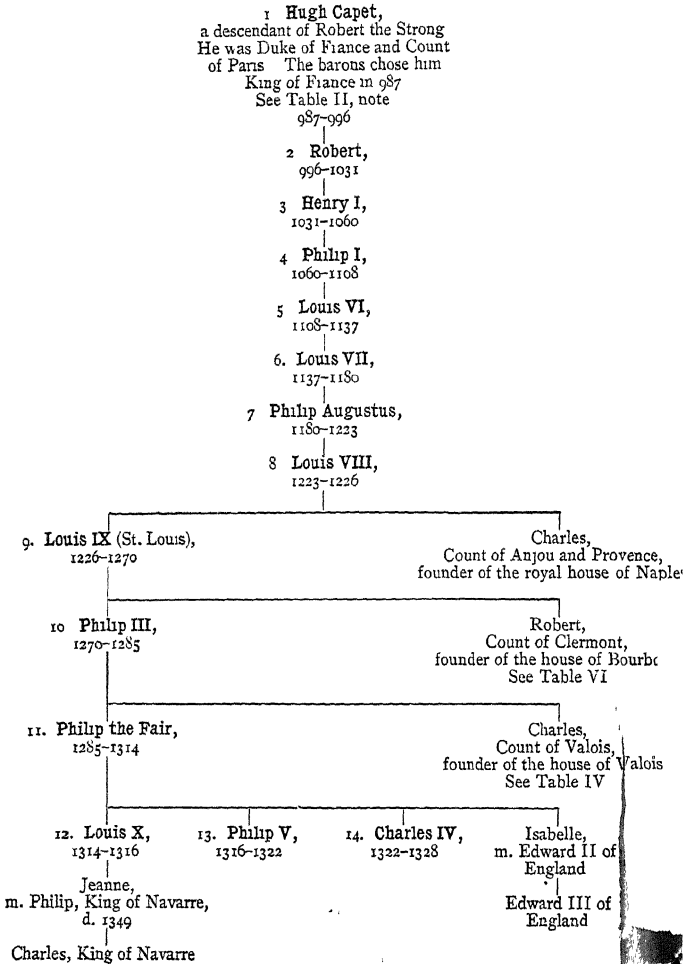 1 Hugh Capet,
a descendant of Robert the Strong
He was Duke of Fiance and Count
of Paris The barons chose him
King of Fiance in 987
See Table II, note
987-996
2 Robert,
996-1031
3 Henry I,
1031-1060
4 Philip I,
1060-1108
5 Louis VI,
1108-1137
6. Louis VII,
1137-1180
7 Philip Augustus,
1180-1223
8 Louis VIII,
1223-1226
9. Louis IX (St. Louis),
1226-1270
Charles,
Count of Anjou and Provence,
founder of the royal house of Naple
10 Philip III,
1270-1285
Robert,
Count of Clermont,
founder of the house of Bourbo
See Table VI
11. Philip the Fair,
1285-1314
Charles,
Count of Valois,
founder of the house of Valois
See Table IV
12. Louis X,
1314-1316
13. Philip V,
1316-1322
14. Charles IV,
1322-1328
Isabelle,
m. Edward II of
England
Jeanne,
m. Philip, King of Navarre,
d. 1349
Edward III of
England
Charles, King of Navarre